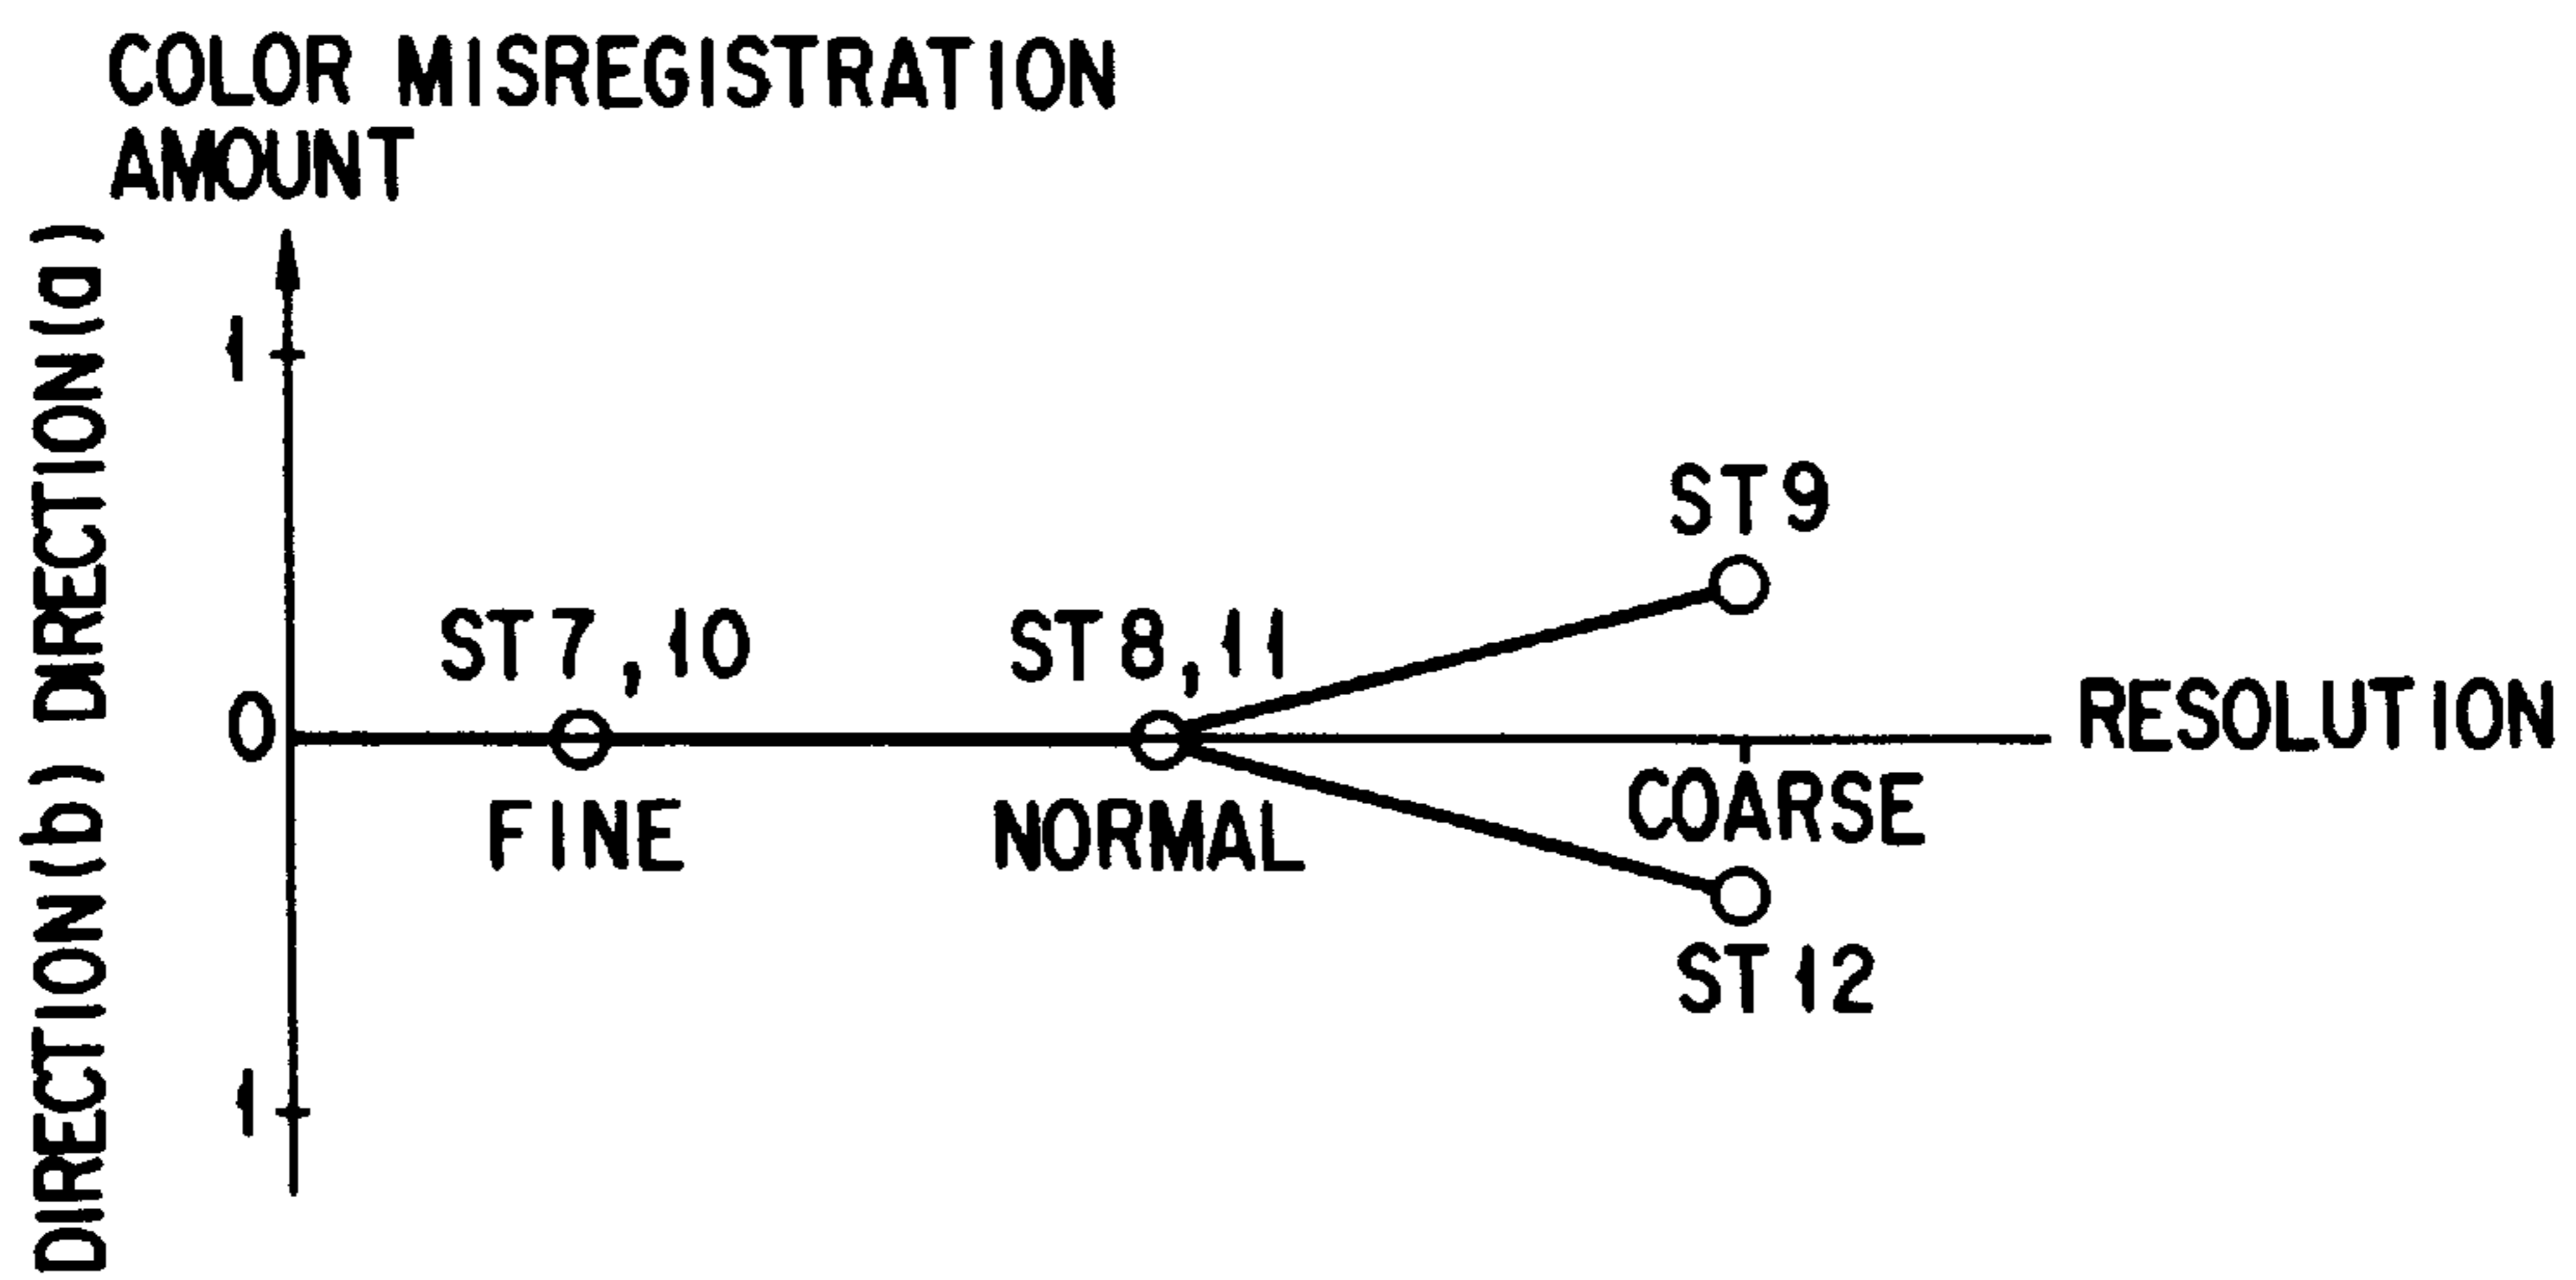 COLOR MISREGISTRATION
AMOUNT
DIRECTION(b) DIRECTION(a)
1
ST9
ST7,10
ST8,11
0
RESOLUTION
FINE
NORMAL
COARSE
ST12
1